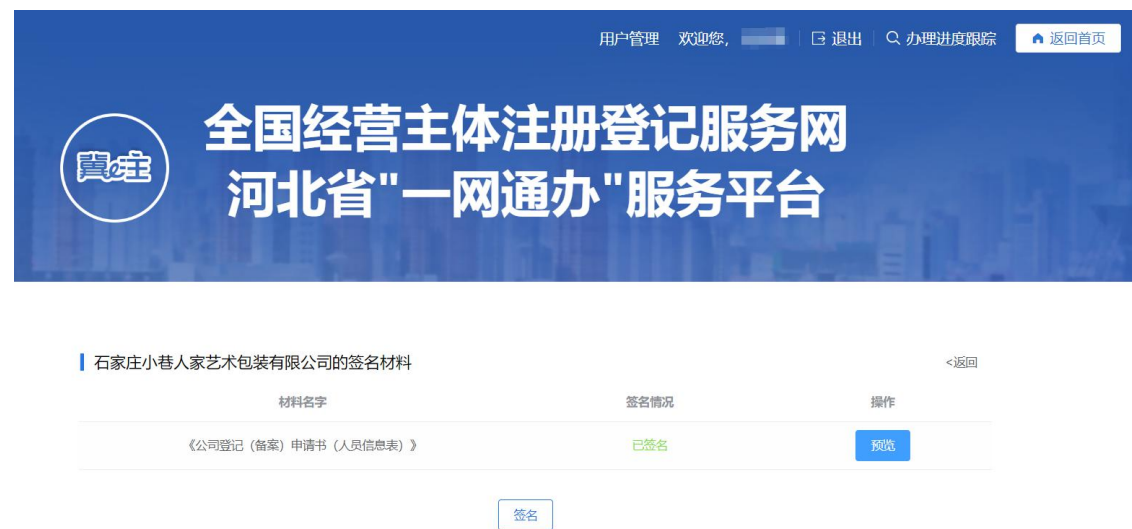 用户管理 欢迎您, 退出 办理进度跟踪 返回首页
冀e主
全国经营主体注册登记服务网
河北省"一网通办"服务平台
石家庄小巷人家艺术包装有限公司的签名材料 <返回
材料名字 签名情况 操作
《公司登记（备案）申请书（人员信息表）》 已签名 预览
签名